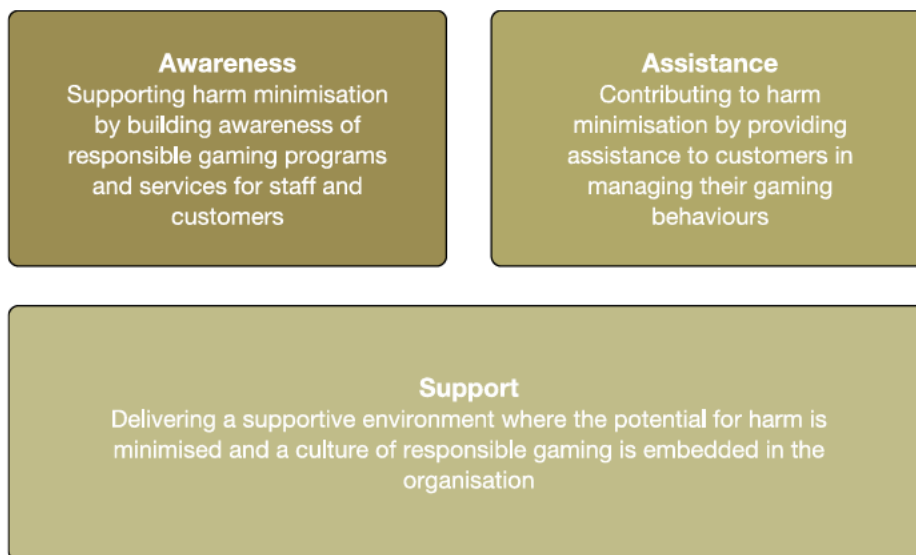 Awareness
Supporting harm minimisation
by building awareness of
responsible gaming programs
and services for staff and
customers
Assistance
Contributing to harm
minimisation by providing
assistance to customers in
managing their gaming
behaviours
Support
Delivering a supportive environment where the potential for harm is
minimised and a culture of responsible gaming is embedded in the
organisation